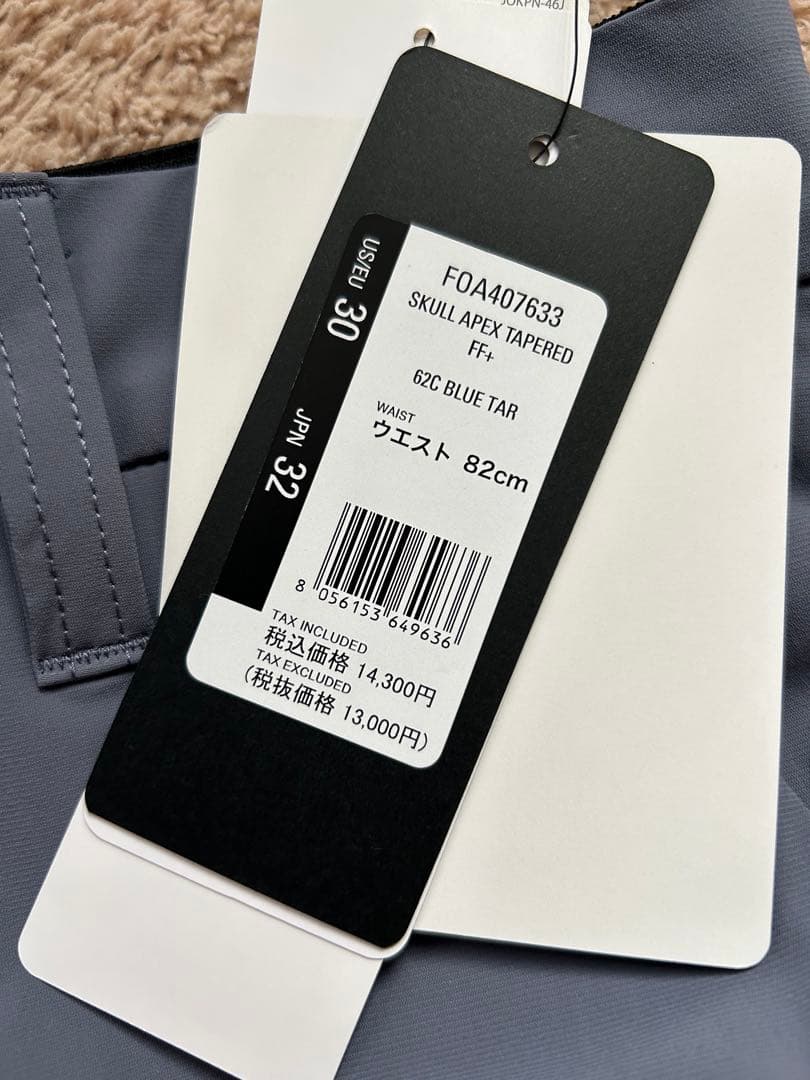 JOKPN-46J
US/EU 30
JPN 32
FOA407633
SKULL APEX TAPERED
FF+
62C BLUE TAR
WAIST
ウエスト 82cm
8 056153 649636
TAX INCLUDED
税込価格 14,300円
TAX EXCLUDED
(税抜価格 13,000円)